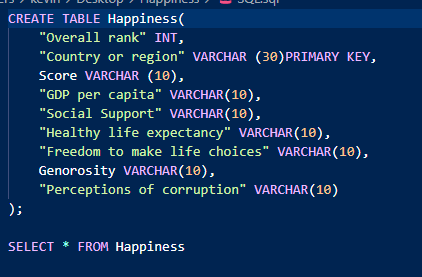 kevin > Desktop > Happiness > SQL.sql
CREATE TABLE Happiness(
"Overall rank" INT,
"Country or region" VARCHAR (30)PRIMARY KEY,
Score VARCHAR (10),
"GDP per capita" VARCHAR(10),
"Social Support" VARCHAR(10),
"Healthy life expectancy" VARCHAR(10),
"Freedom to make life choices" VARCHAR(10),
Genorosity VARCHAR(10),
"Perceptions of corruption" VARCHAR(10)
);
SELECT * FROM Happiness